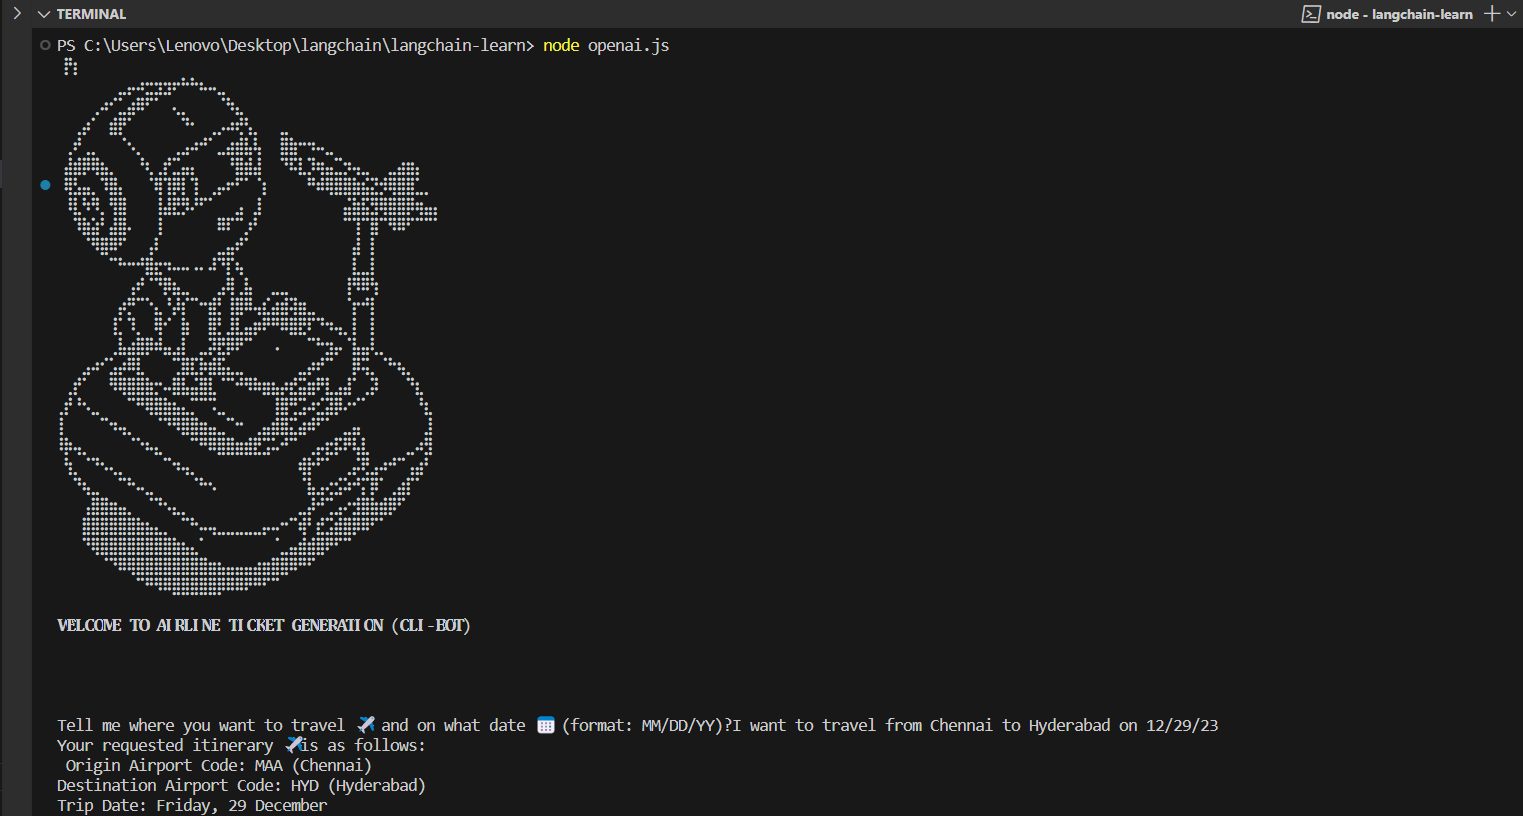 TERMINAL
node - langchain-learn
PS C:\Users\Lenovo\Desktop\langchain\langchain-learn> node openai.js
WELCOME TO AIRLINE TICKET GENERATION (CLI-BOT)
Tell me where you want to travel ✈️ and on what date 📅 (format: MM/DD/YY)?I want to travel from Chennai to Hyderabad on 12/29/23
Your requested itinerary ✈️is as follows:
Origin Airport Code: MAA (Chennai)
Destination Airport Code: HYD (Hyderabad)
Trip Date: Friday, 29 December